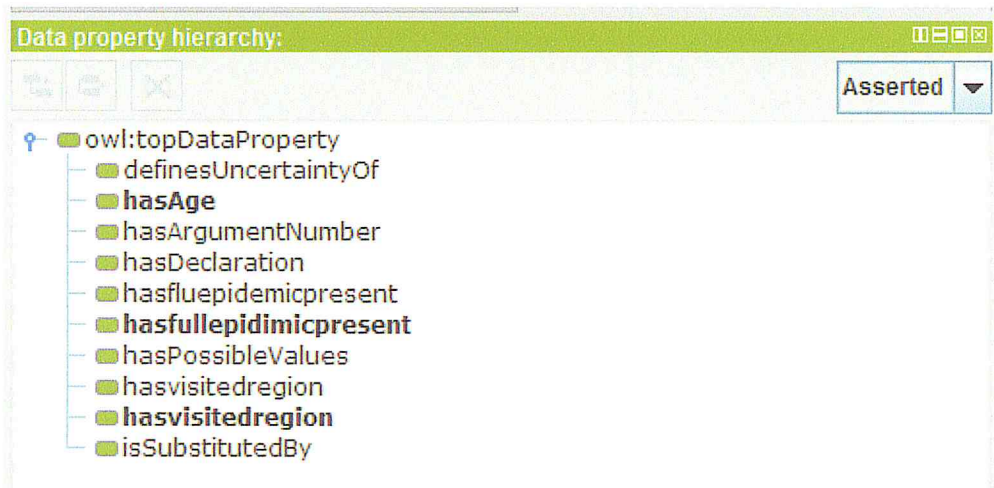 Data property hierarchy:
Asserted
owl:topDataProperty
definesUncertaintyOf
hasAge
hasArgumentNumber
hasDeclaration
hasfluepidemicpresent
hasfullepidimicpresent
hasPossibleValues
hasvisitedregion
hasvisitedregion
isSubstitutedBy